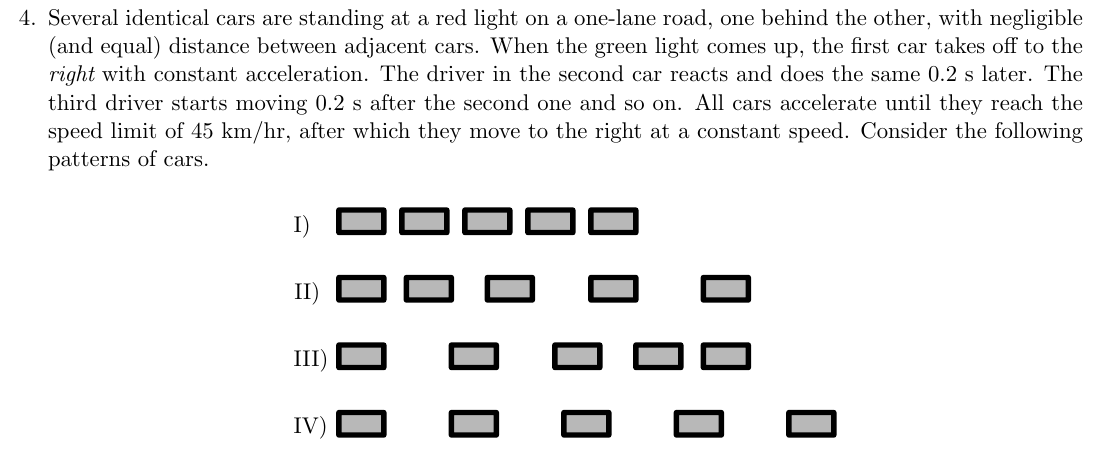 4. Several identical cars are standing at a red light on a one-lane road, one behind the other, with negligible
(and equal) distance between adjacent cars. When the green light comes up, the first car takes off to the
right with constant acceleration. The driver in the second car reacts and does the same 0.2 s later. The
third driver starts moving 0.2 s after the second one and so on. All cars accelerate until they reach the
speed limit of 45 km/hr, after which they move to the right at a constant speed. Consider the following
patterns of cars.
I)
II)
III)
IV)